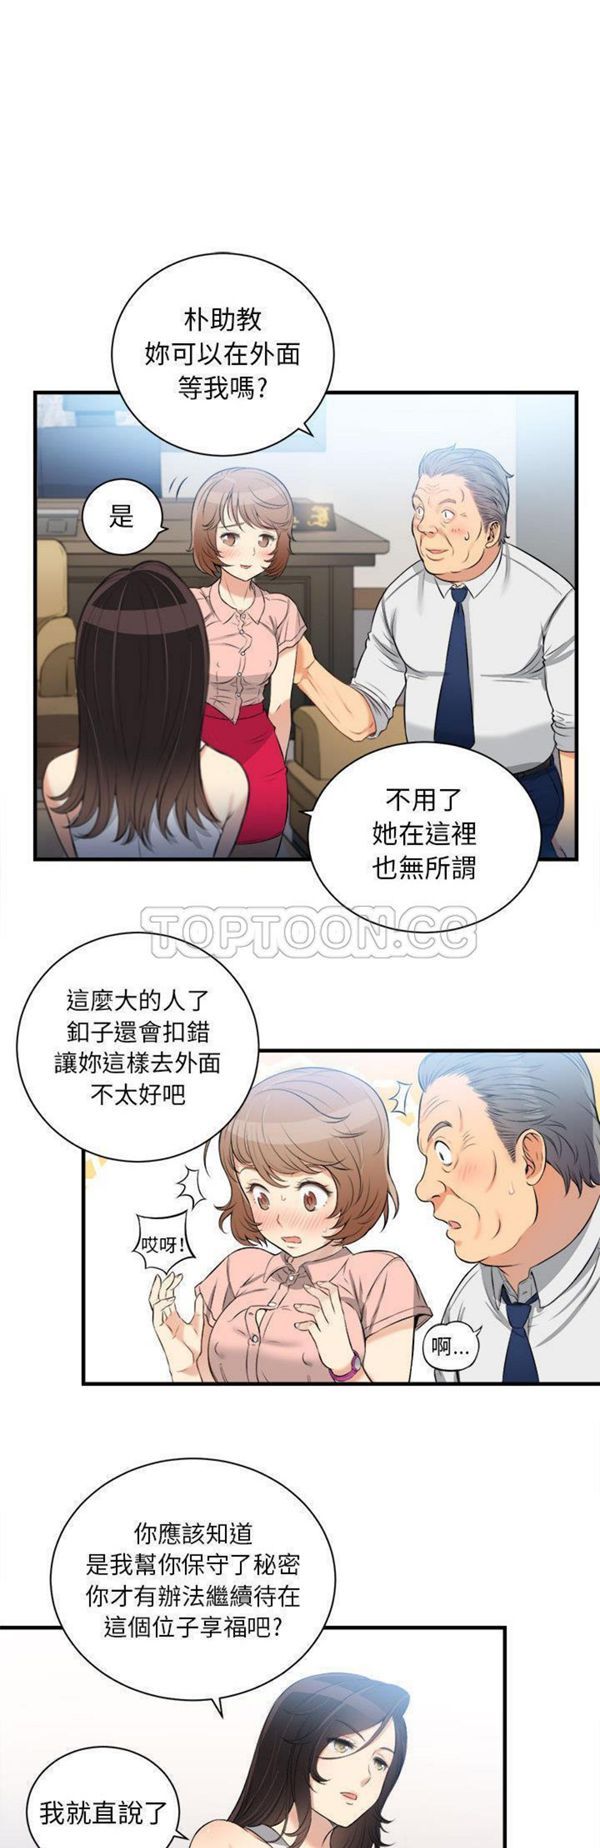 朴助教
妳可以在外面
等我嗎?
是
不用了
她在這裡
也無所謂
TOPTOON.CC
這麼大的人了
釦子還會扣錯
讓妳這樣去外面
不太好吧
哎呀!
啊...
你應該知道
是我幫你保守了秘密
你才有辦法繼續待在
這個位子享福吧?
我就直說了